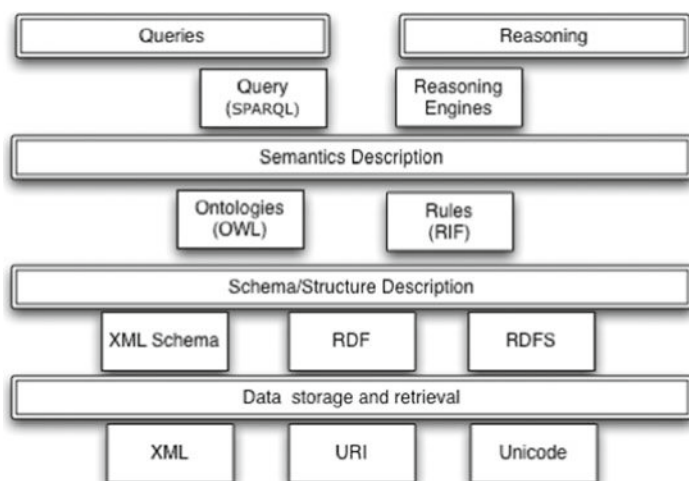 Queries
Reasoning
Query
(SPARQL)
Reasoning
Engines
Semantics Description
Ontologies
(OWL)
Rules
(RIF)
Schema/Structure Description
XML Schema
RDF
RDFS
Data storage and retrieval
XML
URI
Unicode